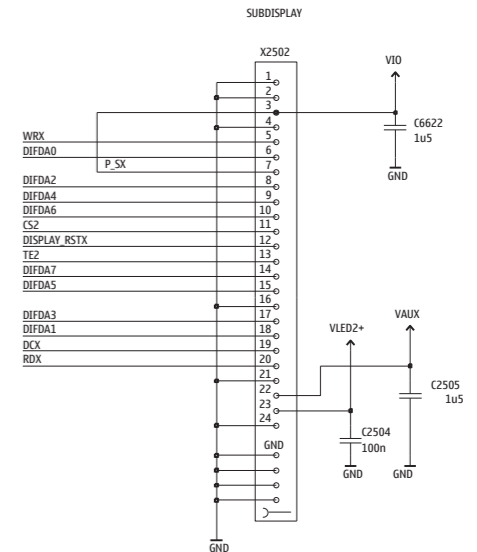 SUBDISPLAY
X2502
VIO
1
2
3
4
C6622
1u5
WRX
5
DIFDA0
6
P_SX
7
GND
DIFDA2
8
DIFDA4
9
DIFDA6
10
CS2
11
DISPLAY_RSTX
12
TE2
13
DIFDA7
14
DIFDA5
15
16
DIFDA3
17
VLED2+
VAUX
DIFDA1
18
DCX
19
RDX
20
21
22
C2505
1u5
23
24
C2504
100n
GND
GND
GND
GND